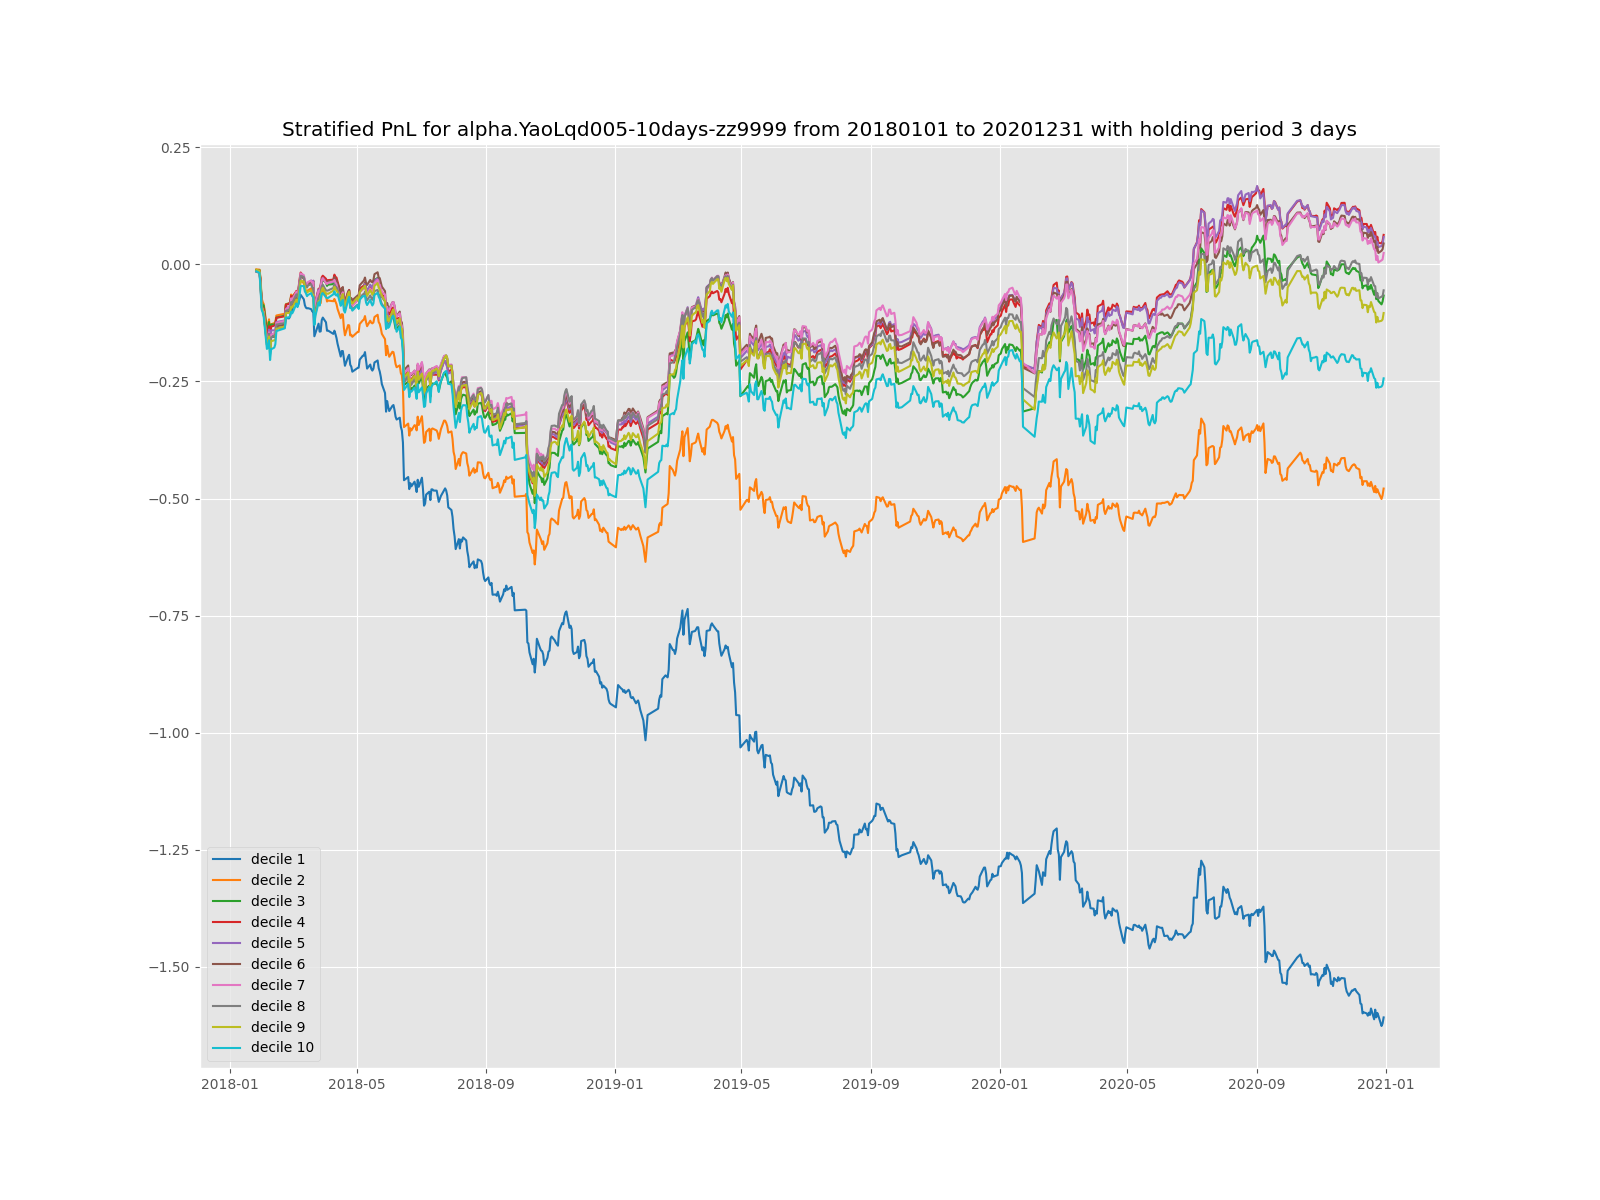 Stratified PnL for alpha.YaoLqd005-10days-zz9999 from 20180101 to 20201231 with holding period 3 days
0.25
0.00
−0.25
−0.50
−0.75
−1.00
−1.25
−1.50
decile 1
decile 2
decile 3
decile 4
decile 5
decile 6
decile 7
decile 8
decile 9
decile 10
2018-01 2018-05 2018-09 2019-01 2019-05 2019-09 2020-01 2020-05 2020-09 2021-01